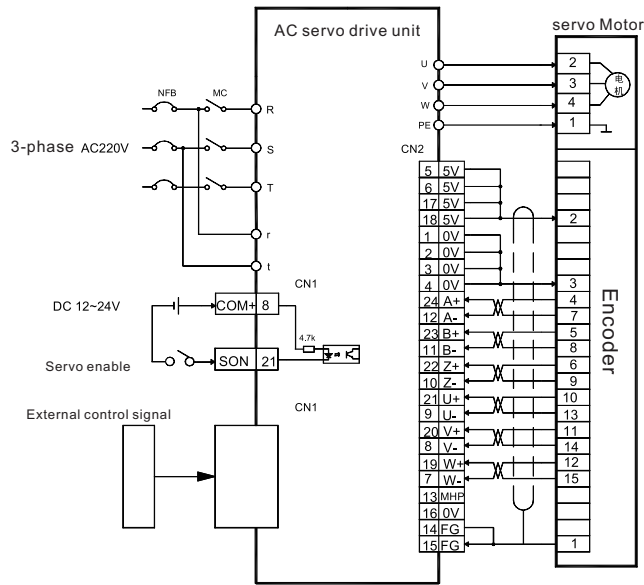 AC servo drive unit
servo Motor
U 2
V 3
W 4
PE 1
电机
NFB MC
R
3-phase AC220V S
T
r
t
CN2
5 5V
6 5V
17 5V
18 5V 2
1 0V
2 0V
3 0V
4 0V 3
24 A+ 4
12 A- 7
23 B+ 5
11 B- 8
22 Z+ 6
10 Z- 9
21 U+ 10
9 U- 13
20 V+ 11
8 V- 14
19 W+ 12
7 W- 15
13 MHP
16 0V
14 FG
15 FG 1
Encoder
CN1
DC 12~24V COM+ 8
4.7k
SON 21
Servo enable
CN1
External control signal